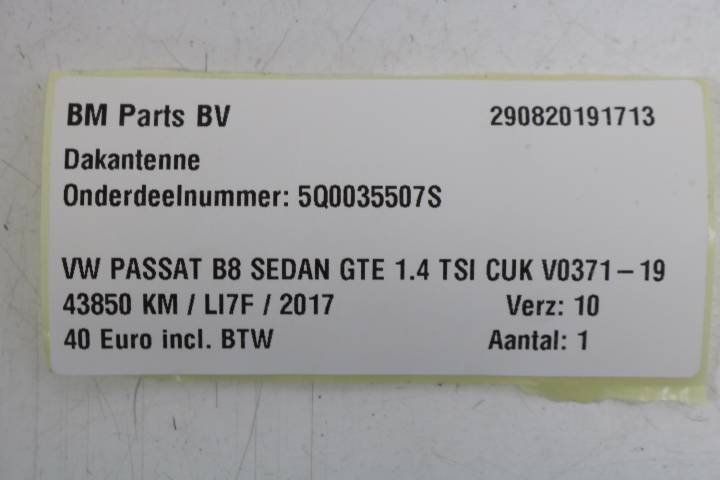 BM Parts BV 290820191713
Dakantenne
Onderdeelnummer: 5Q0035507S
VW PASSAT B8 SEDAN GTE 1.4 TSI CUK V0371-19
43850 KM / LI7F / 2017 Verz: 10
40 Euro incl. BTW Aantal: 1